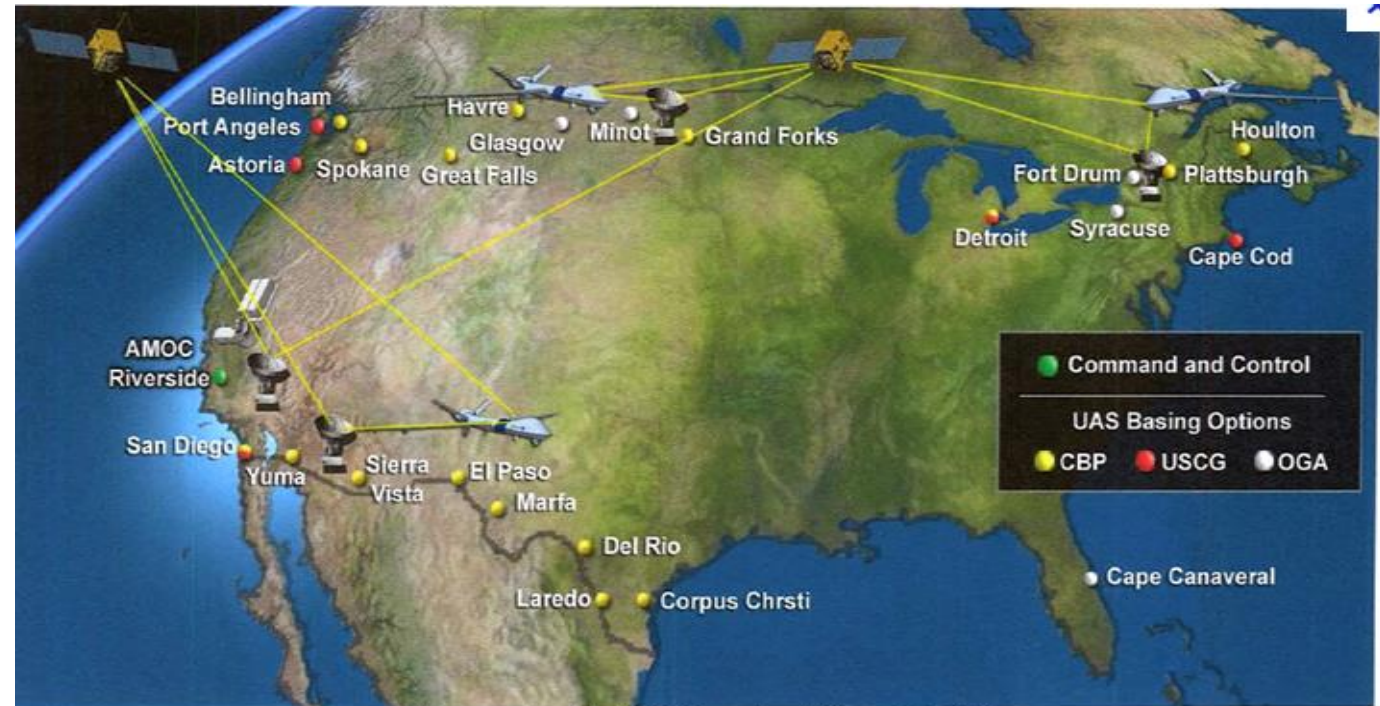 Bellingham
Port Angeles
Astoria
Spokane
Havre
Great Falls
Glasgow
Minot
Grand Forks
Houlton
Fort Drum
Plattsburgh
Detroit
Syracuse
Cape Cod
AMOC
Riverside
San Diego
Yuma
Sierra
Vista
El Paso
Marfa
Del Rio
Laredo
Corpus Chrsti
Cape Canaveral
Command and Control
UAS Basing Options
CBP
USCG
OGA